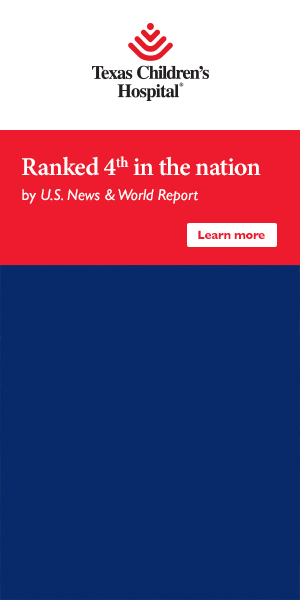 Texas Children's
Hospital®
Ranked 4th in the nation
by U.S. News & World Report
Learn more